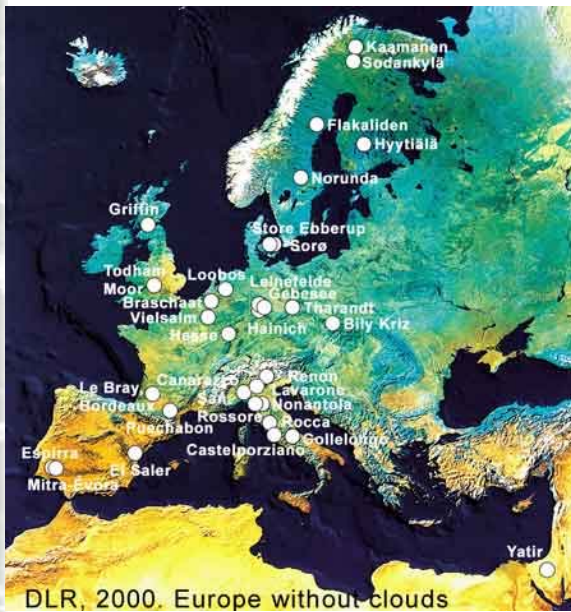 Kaamanen
Sodankylä
Flakaliden
Hyytiälä
Norunda
Griffin
Store Ebberup
Sorø
Todham
Moor
Loobos
Leinefelde
Gebesee
Braschaat
Tharandt
Vielsalm
Hainich
Bily Kriz
Hesse
Renon
Canarazzo
Lavarone
Le Bray,
Bordeaux
San
Rossore
Nonantola
Puechabon
Rocca
Collelongo
Castelporziano
Espirra
El Saler
Mitra-Evora
Yatir
DLR, 2000. Europe without clouds